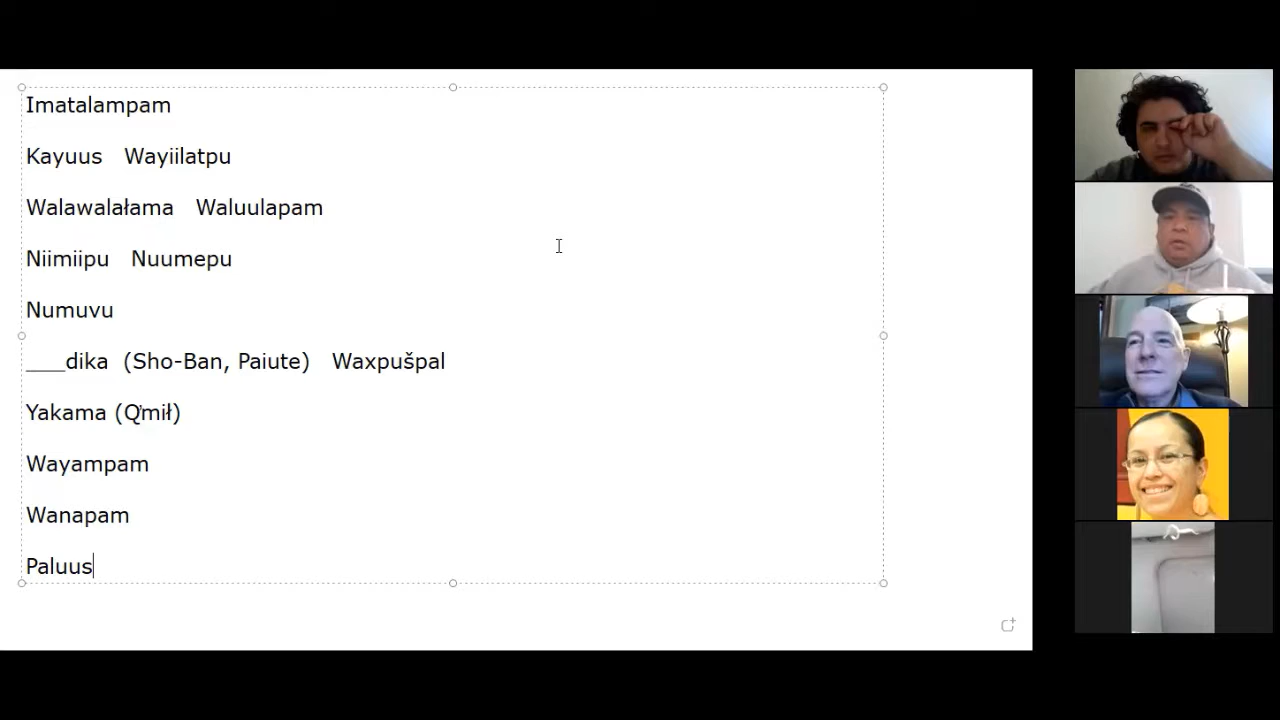 Imatalampam
Kayuus Wayiilatpu
Walawalałama Waluulapam
Niimiipu Nuumepu
Numuvu
____dika (Sho-Ban, Paiute) Waxpušpal
Yakama (Q̓mił)
Wayampam
Wanapam
Paluus